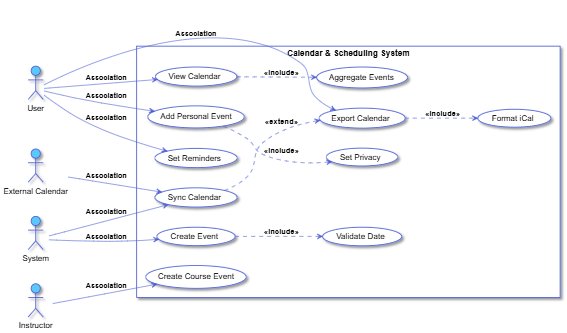 Association
Calendar & Scheduling System
Association
View Calendar
«include»
Aggregate Events
User
Association
Add Personal Event
«extend»
Export Calendar
«include»
Format iCal
Association
Set Reminders
«include»
Set Privacy
External Calendar
Association
Sync Calendar
Association
System
Association
Create Event
«include»
Validate Date
Instructor
Association
Create Course Event